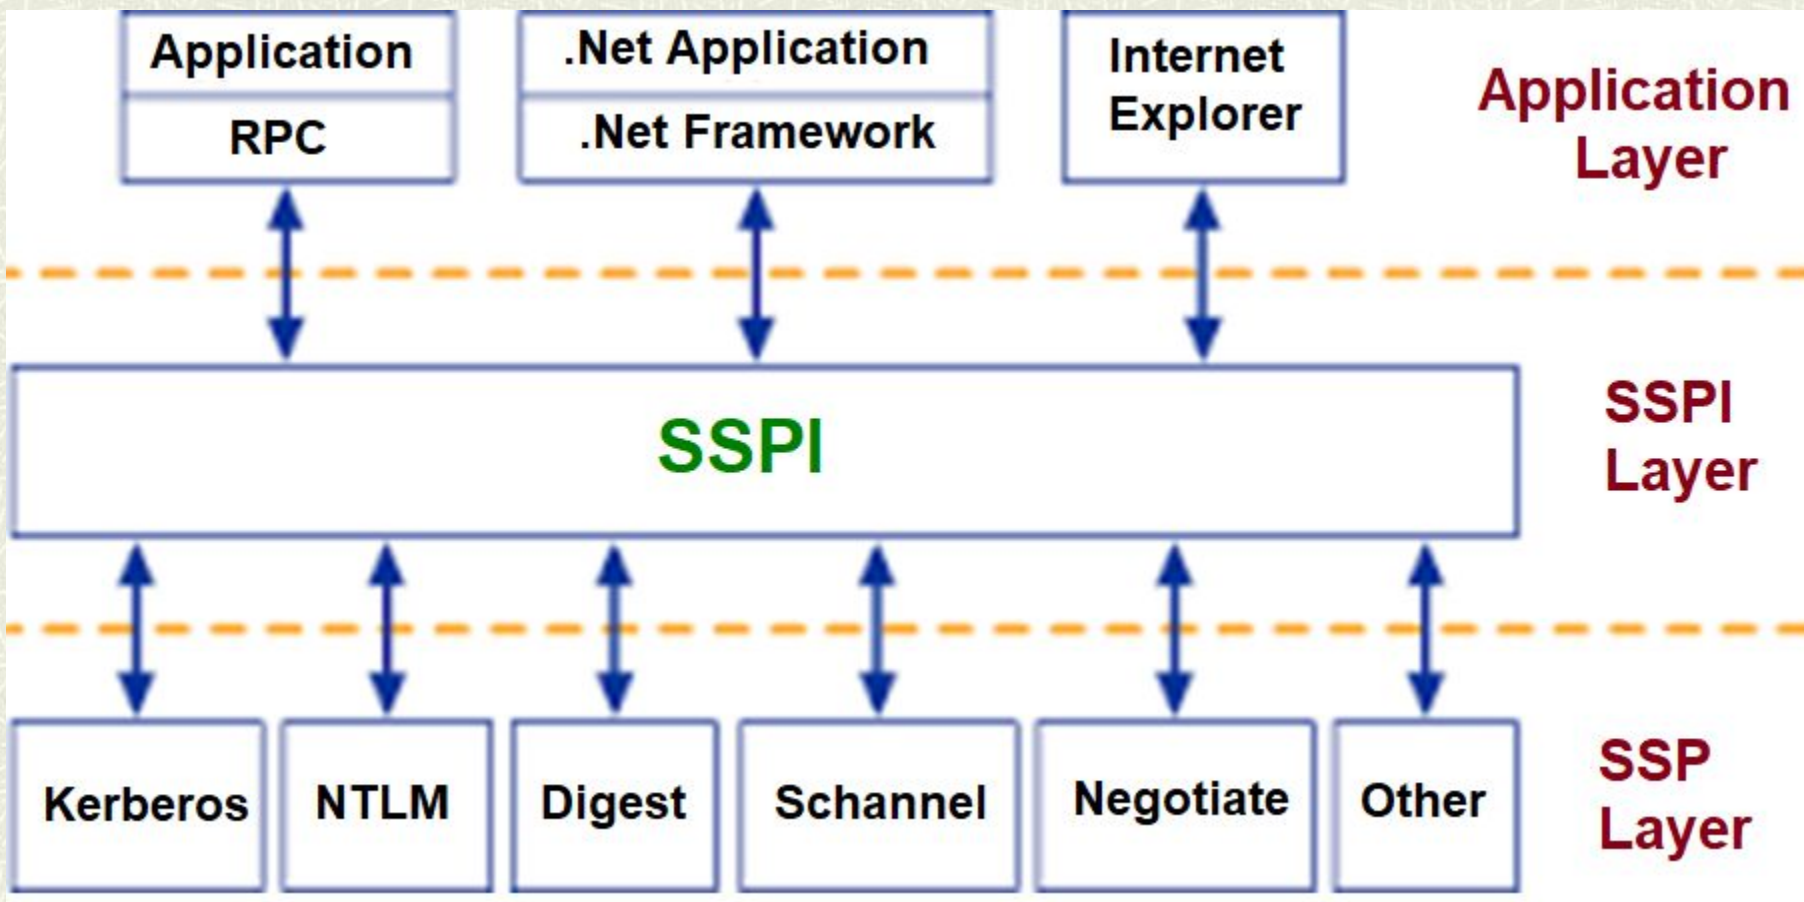 Application
RPC
.Net Application
.Net Framework
Internet
Explorer
Application
Layer
SSPI
SSPI
Layer
Kerberos
NTLM
Digest
Schannel
Negotiate
Other
SSP
Layer